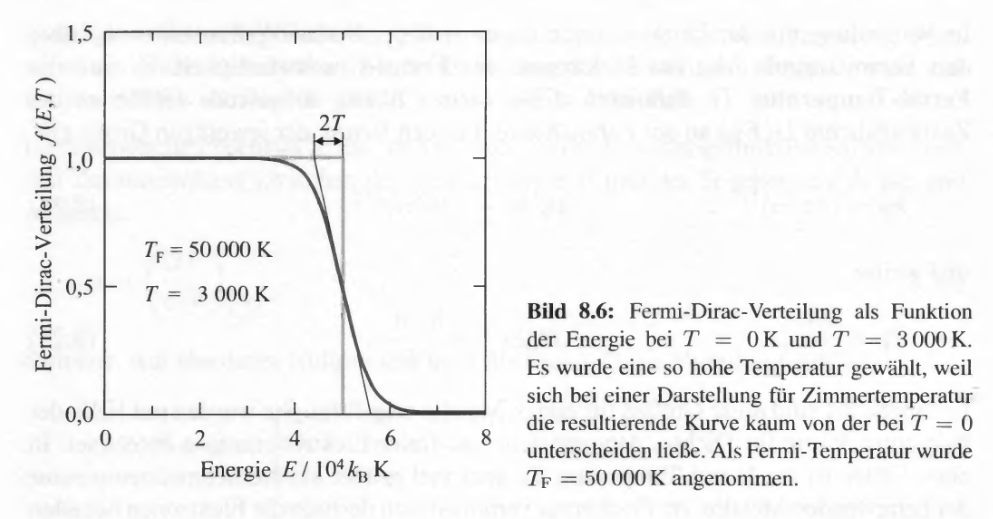 1,5
2T
1,0
T_F = 50 000 K
0,5
T = 3 000 K
0,0
0 2 4 6 8
Energie E / 10⁴ k_B K
Fermi-Dirac-Verteilung f(E,T)
Bild 8.6: Fermi-Dirac-Verteilung als Funktion
der Energie bei T = 0 K und T = 3 000 K.
Es wurde eine so hohe Temperatur gewählt, weil
sich bei einer Darstellung für Zimmertemperatur
die resultierende Kurve kaum von der bei T = 0
unterscheiden ließe. Als Fermi-Temperatur wurde
T_F = 50 000 K angenommen.